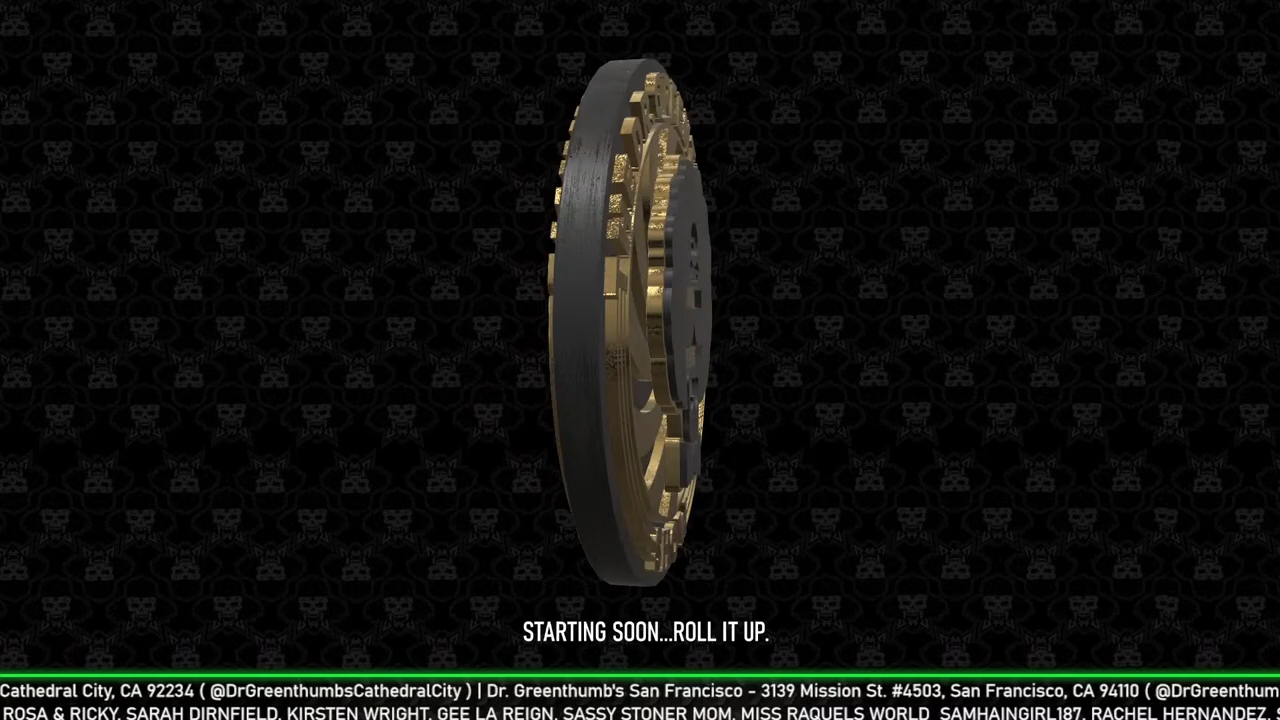 STARTING SOON...ROLL IT UP.
Cathedral City, CA 92234 ( @DrGreenthumbsCathedralCity ) | Dr. Greenthumb's San Francisco - 3139 Mission St. #4503, San Francisco, CA 94110 ( @DrGreenthum
ROSA & RICKY, SARAH DIRNFIELD, KIRSTEN WRIGHT, GEE LA REIGN, SASSY STONER MOM, MISS RAQUELS WORLD, SAMHAINGIRL187, RACHEL HERNANDEZ,